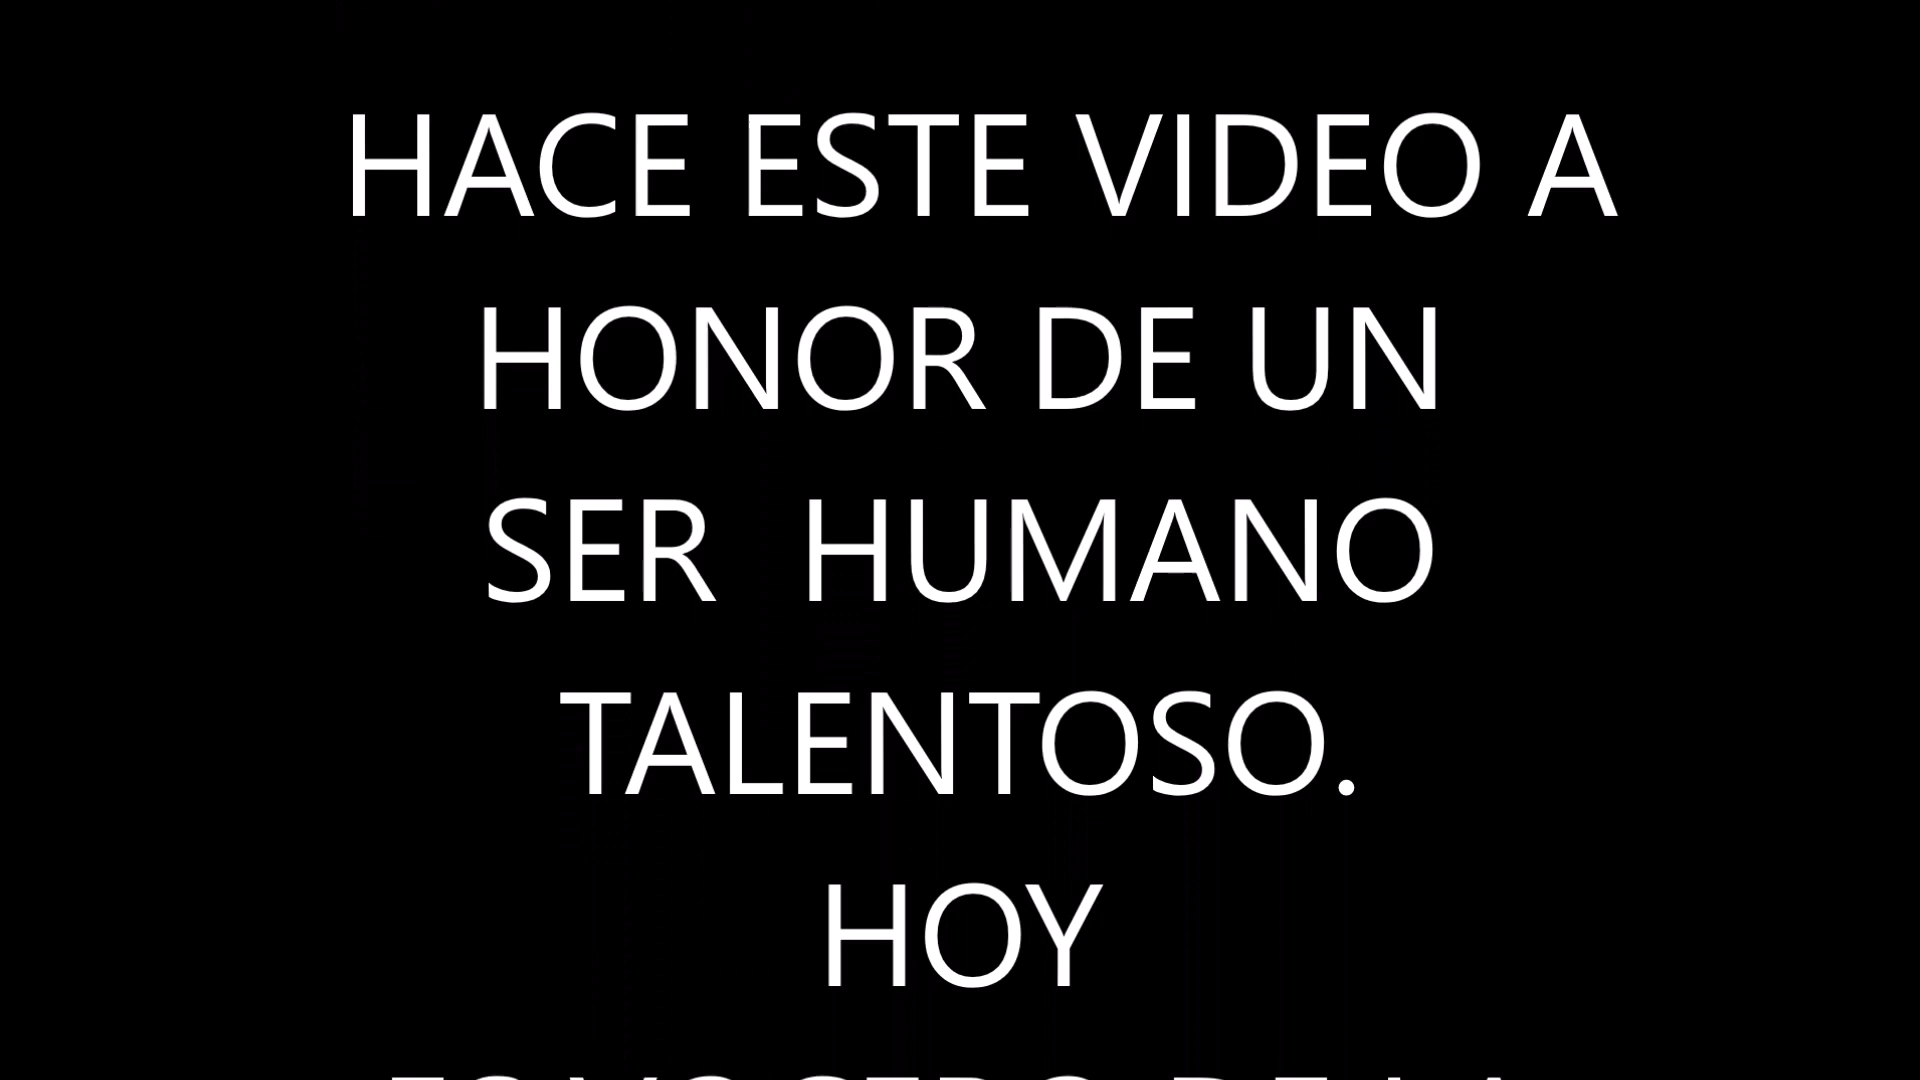 HACE ESTE VIDEO A
HONOR DE UN
SER  HUMANO
TALENTOSO.
HOY